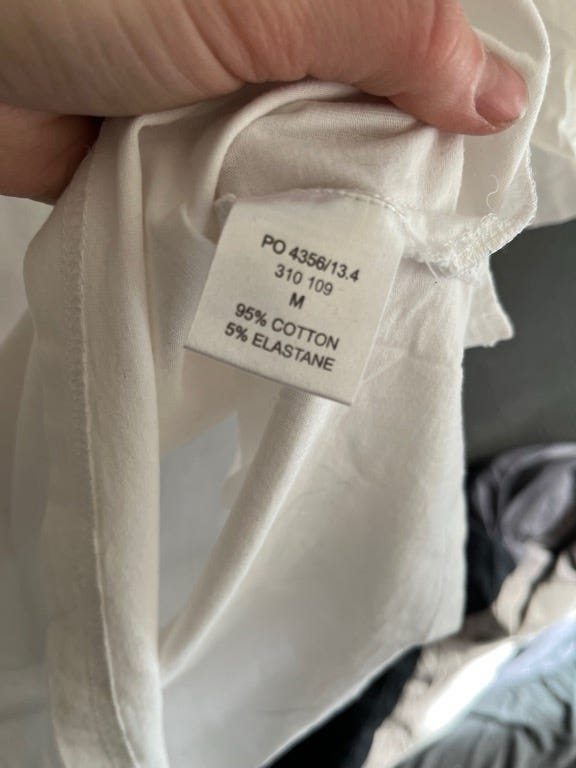 PO 4356/13.4
310 109
M
95% COTTON
5% ELASTANE